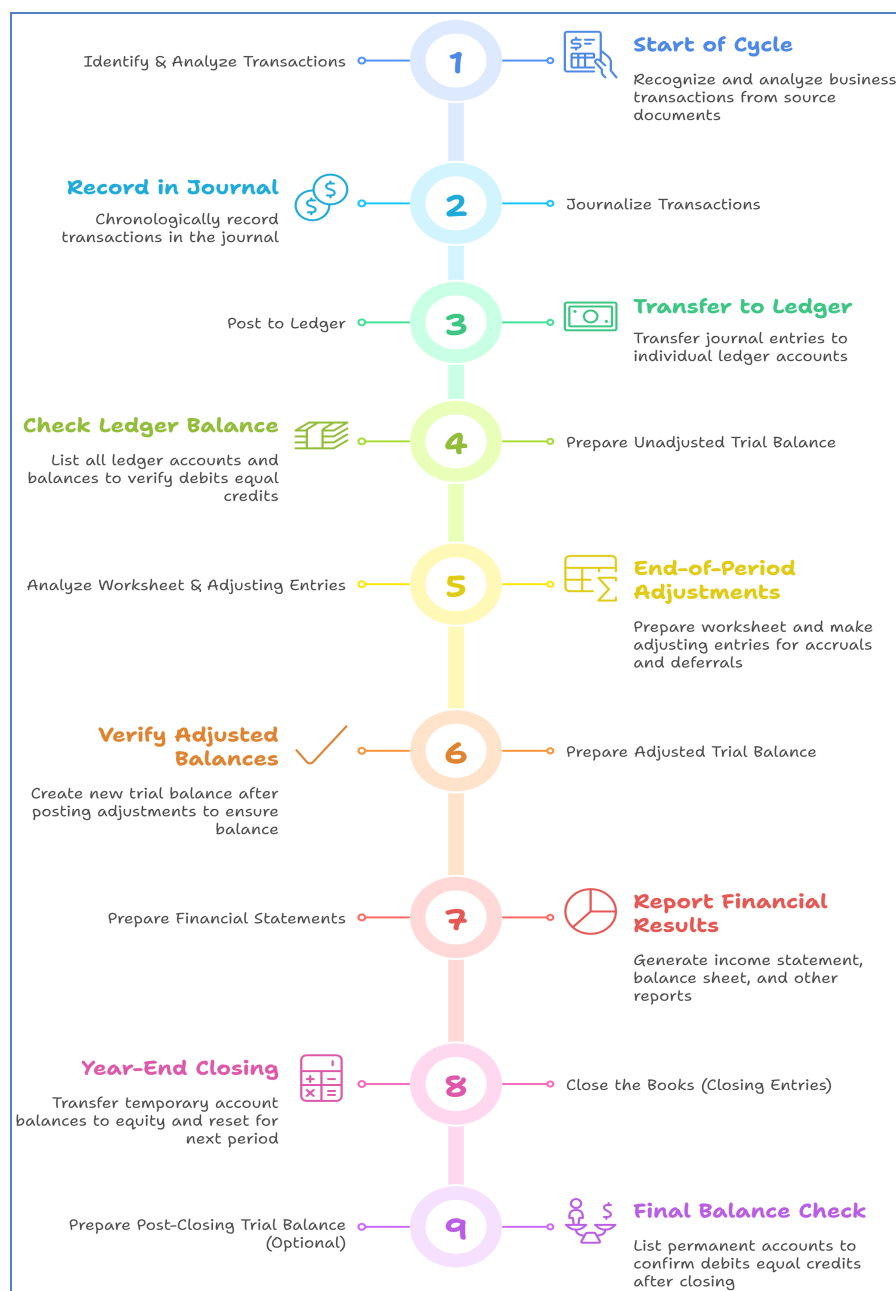 Identify & Analyze Transactions
1
Start of Cycle
Recognize and analyze business
transactions from source
documents
Record in Journal
Chronologically record
transactions in the journal
2
Journalize Transactions
Post to Ledger
3
Transfer to Ledger
Transfer journal entries to
individual ledger accounts
Check Ledger Balance
List all ledger accounts and
balances to verify debits equal
credits
4
Prepare Unadjusted Trial Balance
Analyze Worksheet & Adjusting Entries
5
End-of-Period
Adjustments
Prepare worksheet and make
adjusting entries for accruals
and deferrals
Verify Adjusted
Balances
Create new trial balance after
posting adjustments to ensure
balance
6
Prepare Adjusted Trial Balance
Prepare Financial Statements
7
Report Financial
Results
Generate income statement,
balance sheet, and other
reports
Year-End Closing
Transfer temporary account
balances to equity and reset for
next period
8
Close the Books (Closing Entries)
Prepare Post-Closing Trial Balance
(Optional)
9
Final Balance Check
List permanent accounts to
confirm debits equal credits
after closing